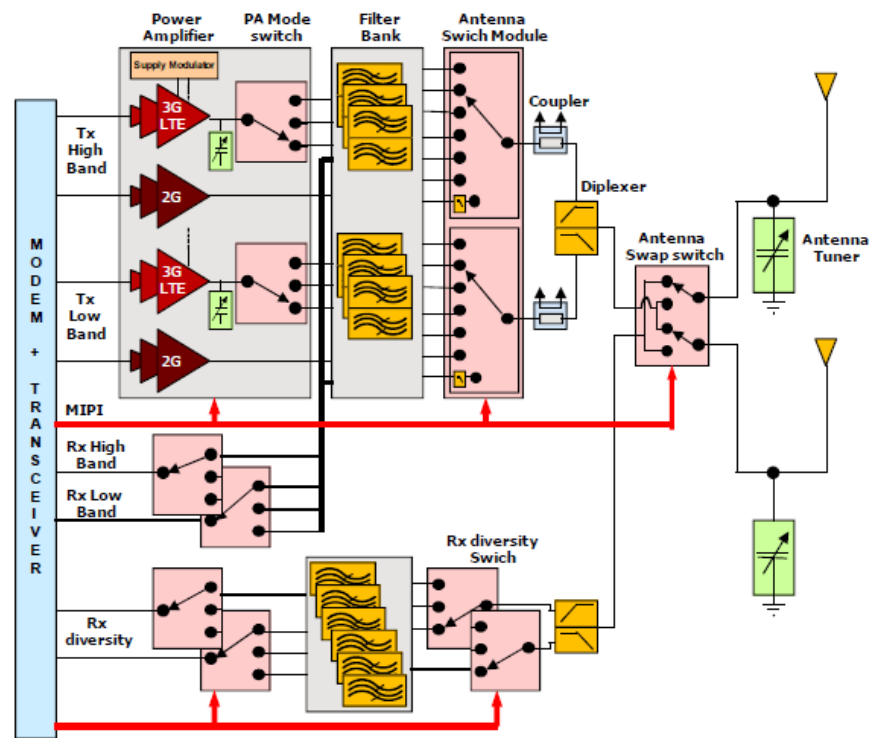 Power
Amplifier
PA Mode
switch
Filter
Bank
Antenna
Swich Module
Supply Modulator
3G
LTE
Coupler
Tx
High
Band
2G
Diplexer
Antenna
Swap switch
Antenna
Tuner
3G
LTE
Tx
Low
Band
2G
MODEM + TRANSCEIVER
MIPI
Rx High
Band
Rx Low
Band
Rx diversity
Swich
Rx
diversity